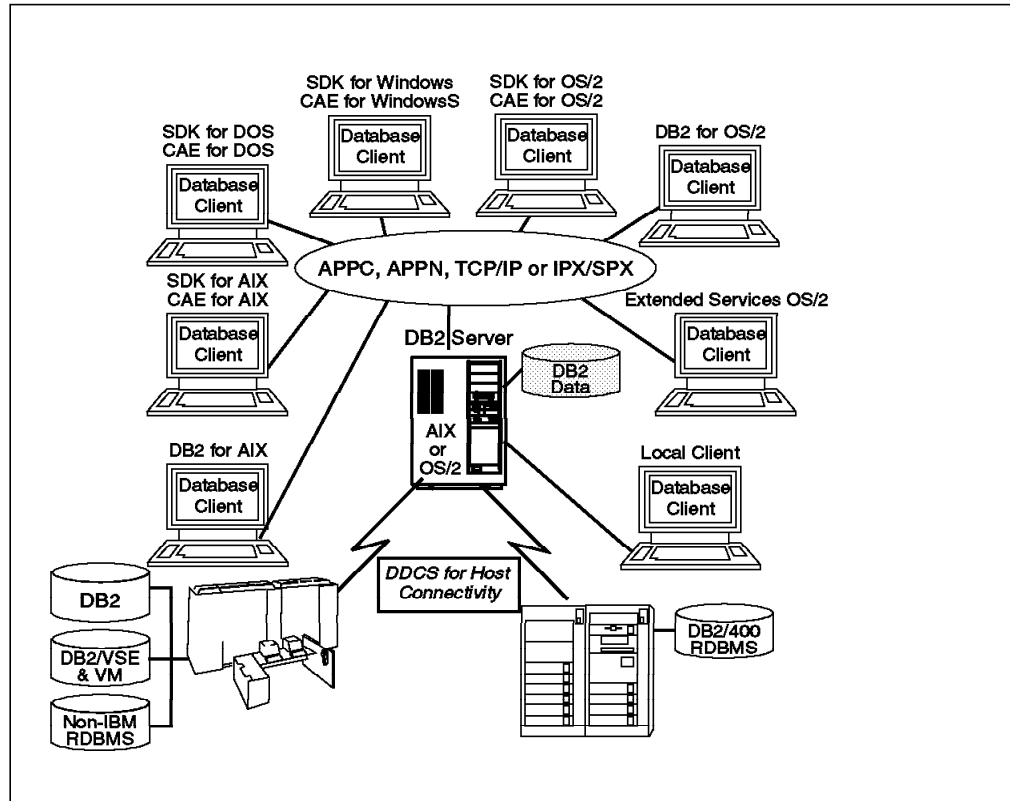 SDK for Windows
CAE for WindowsS
Database
Client
SDK for OS/2
CAE for OS/2
Database
Client
SDK for DOS
CAE for DOS
Database
Client
DB2 for OS/2
Database
Client
APPC, APPN, TCP/IP or IPX/SPX
SDK for AIX
CAE for AIX
Database
Client
Extended Services OS/2
Database
Client
DB2 Server
AIX
or
OS/2
DB2
Data
DB2 for AIX
Database
Client
Local Client
Database
Client
DDCS for Host
Connectivity
DB2
DB2/VSE
& VM
Non-IBM
RDBMS
DB2/400
RDBMS